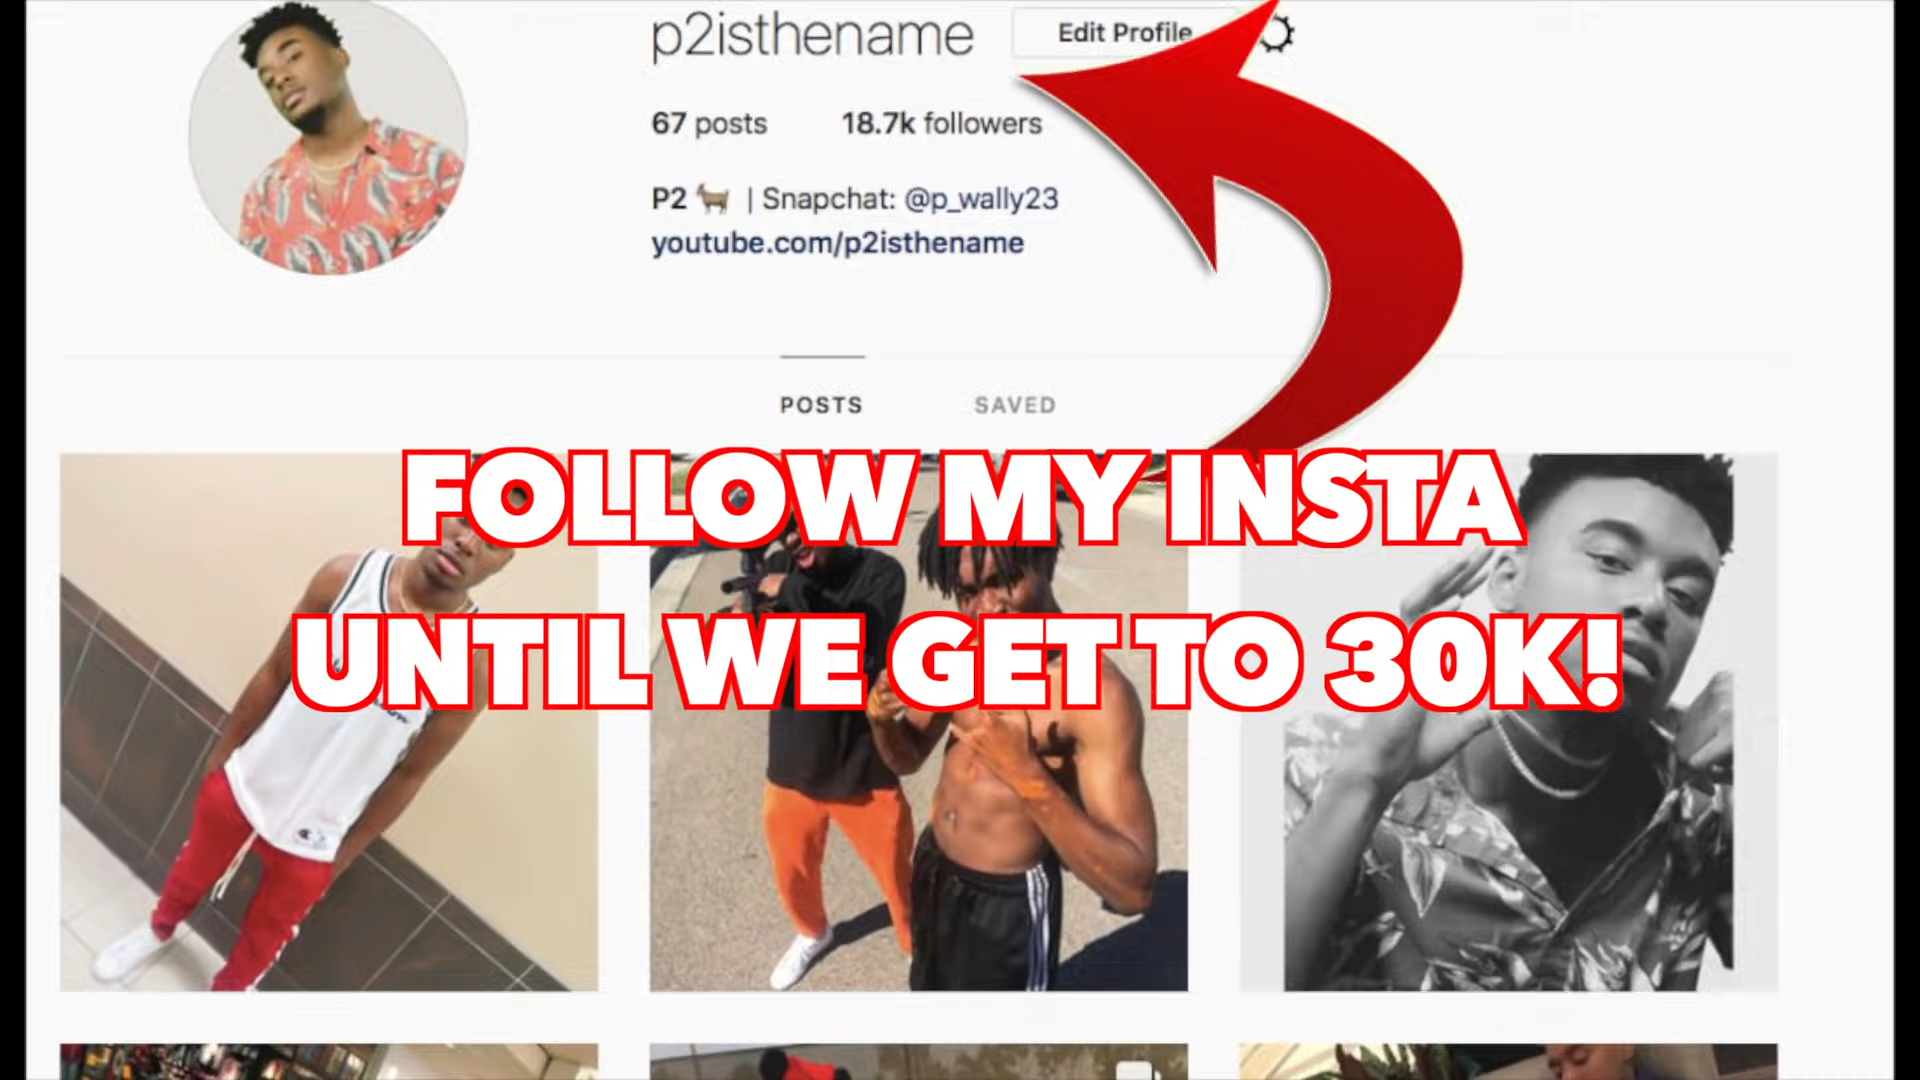 p2isthename Edit Profile
67 posts 18.7k followers
P2 🐐 | Snapchat: @p_wally23
youtube.com/p2isthename
POSTS SAVED
FOLLOW MY INSTA
UNTIL WE GET TO 30K!